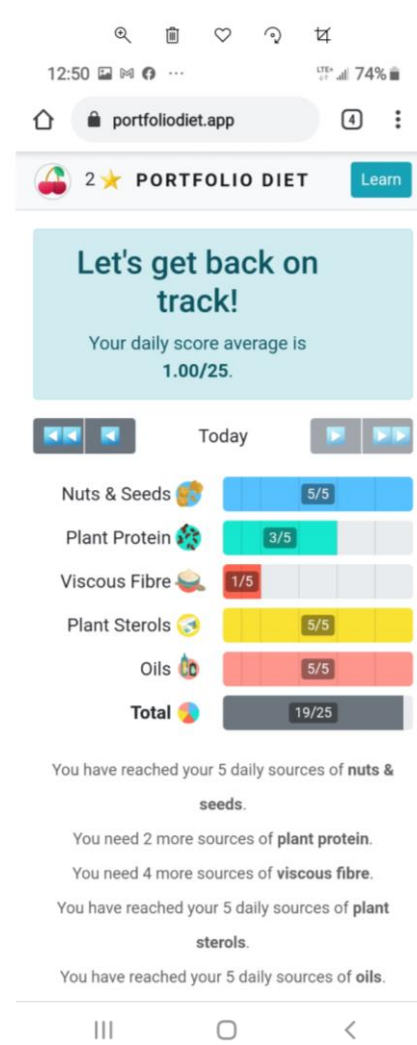 12:50 ... LTE+ 74%
portfoliodiet.app 4
2 PORTFOLIO DIET Learn
Let's get back on
track!
Your daily score average is
1.00/25.
Today
Nuts & Seeds 5/5
Plant Protein 3/5
Viscous Fibre 1/5
Plant Sterols 5/5
Oils 5/5
Total 19/25
You have reached your 5 daily sources of nuts &
seeds.
You need 2 more sources of plant protein.
You need 4 more sources of viscous fibre.
You have reached your 5 daily sources of plant
sterols.
You have reached your 5 daily sources of oils.